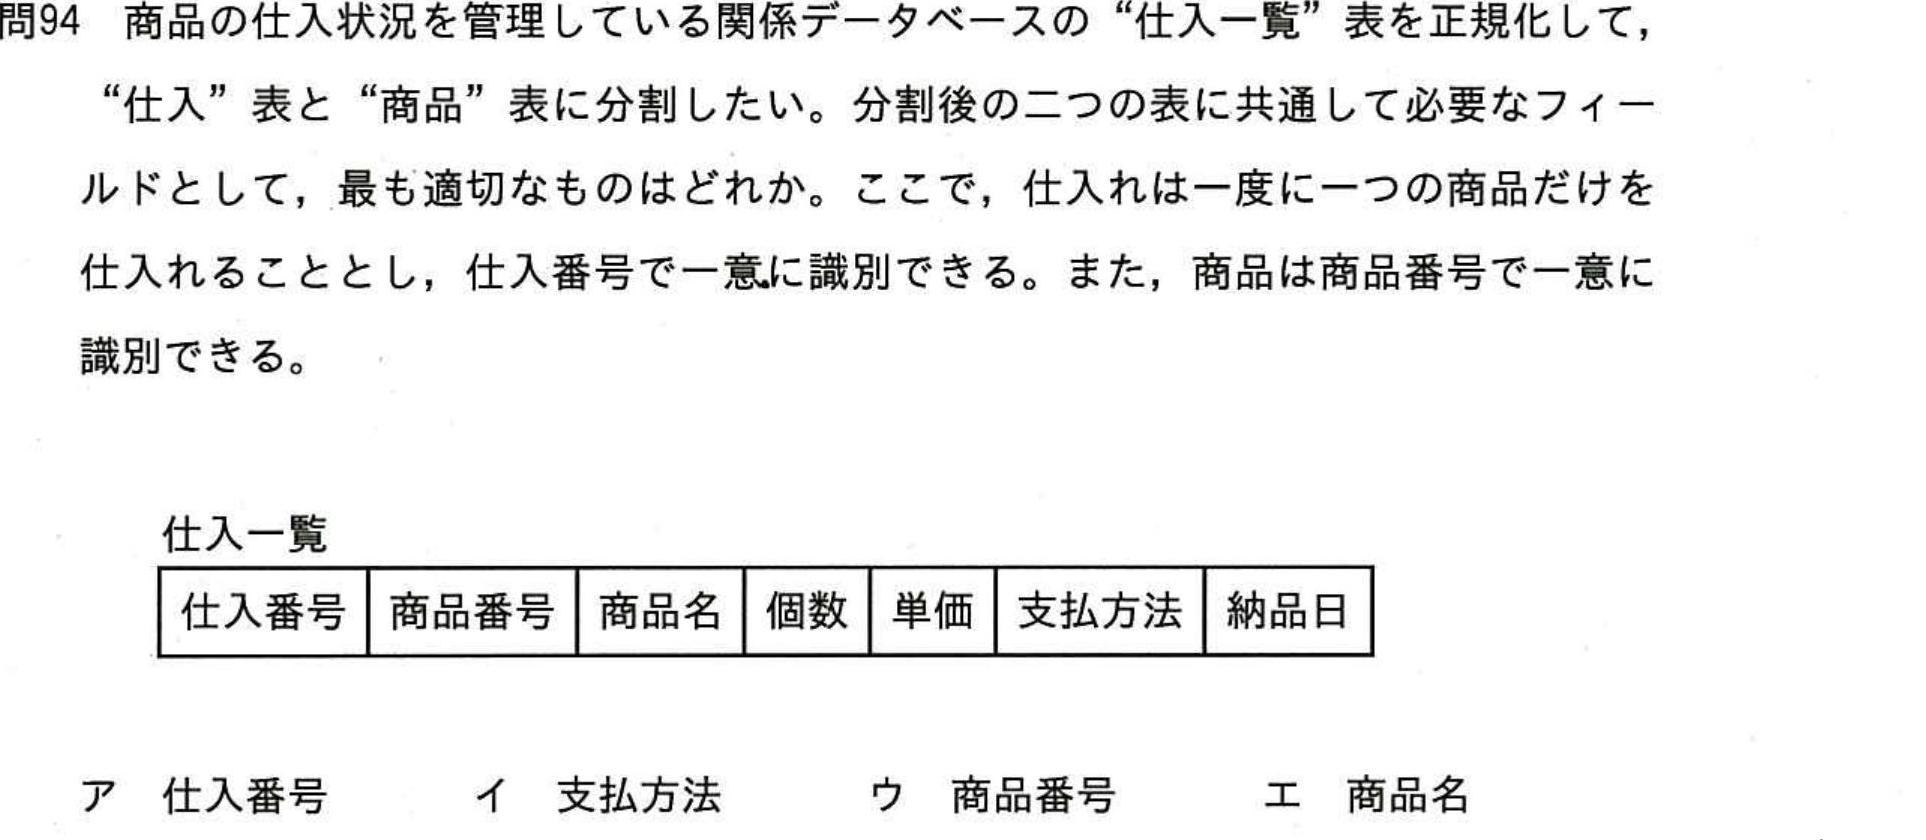 問94 商品の仕入状況を管理している関係データベースの“仕入一覧”表を正規化して，
“仕入”表と“商品”表に分割したい。分割後の二つの表に共通して必要なフィー
ルドとして，最も適切なものはどれか。ここで，仕入れは一度に一つの商品だけを
仕入れることとし，仕入番号で一意に識別できる。また，商品は商品番号で一意に
識別できる。
仕入一覧
仕入番号 商品番号 商品名 個数 単価 支払方法 納品日
ア 仕入番号 イ 支払方法 ウ 商品番号 エ 商品名